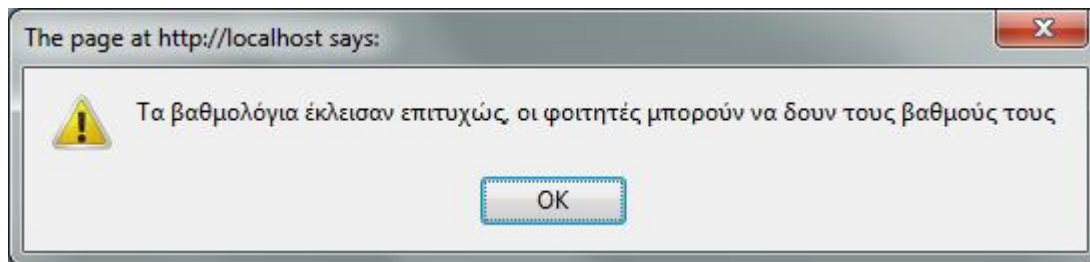 The page at http://localhost says:
Τα βαθμολόγια έκλεισαν επιτυχώς, οι φοιτητές μπορούν να δουν τους βαθμούς τους
OK